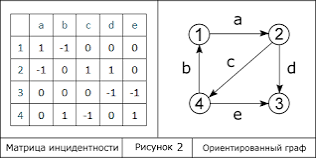 a b c d e
1 1 -1 0 0 0
2 -1 0 1 1 0
3 0 0 0 -1 -1
4 0 1 -1 0 1
a
1 2
b c d
4 3
e
Матрица инцидентности Рисунок 2 Ориентированный граф